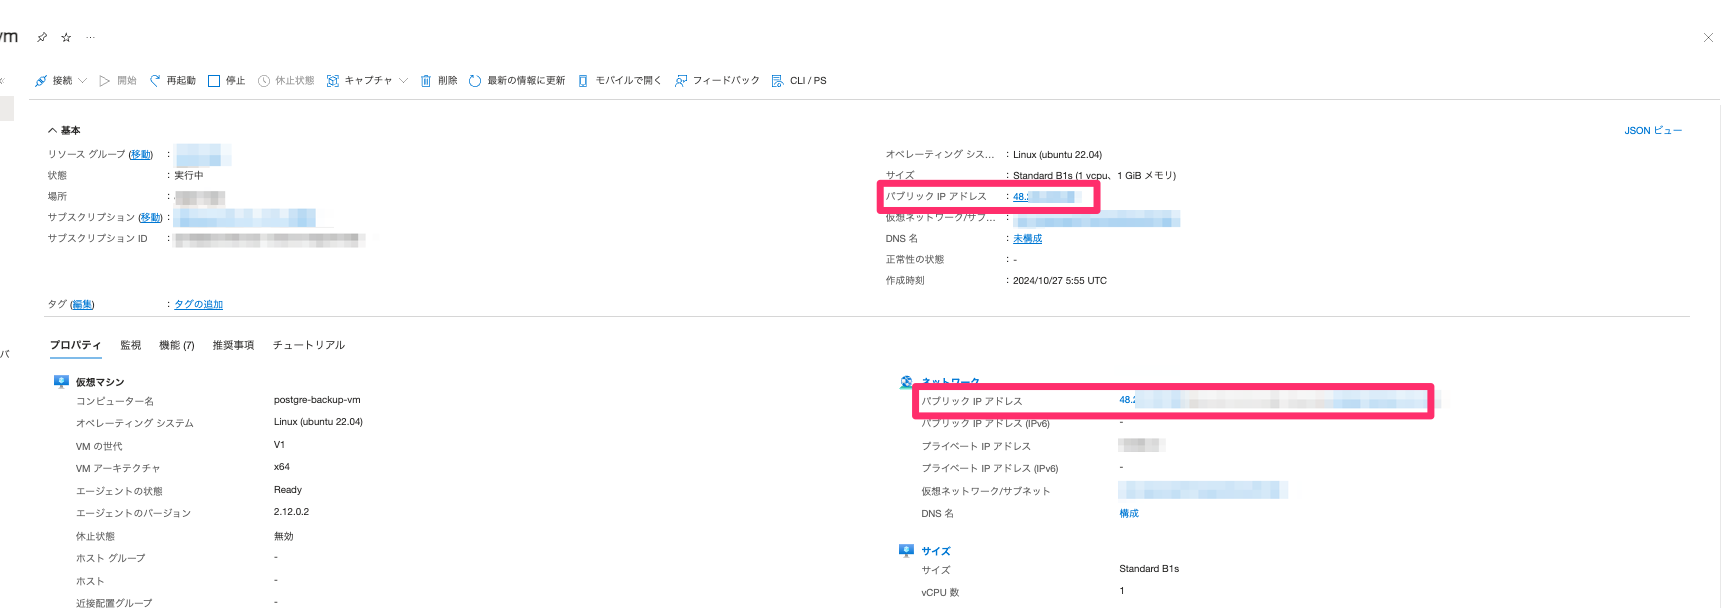 vm
接続 開始 再起動 停止 休止状態 キャプチャ 削除 最新の情報に更新 モバイルで開く フィードバック CLI / PS
基本
JSON ビュー
リソース グループ (移動) :
状態 : 実行中
場所 :
サブスクリプション (移動) :
サブスクリプション ID :
オペレーティング シス... : Linux (ubuntu 22.04)
サイズ : Standard B1s (1 vcpu、1 GiB メモリ)
パブリック IP アドレス : 48.2
仮想ネットワーク/サブ... :
DNS 名 : 未構成
正常性の状態 : -
作成時刻 : 2024/10/27 5:55 UTC
タグ (編集) : タグの追加
プロパティ 監視 機能 (7) 推奨事項 チュートリアル
仮想マシン
コンピューター名 postgre-backup-vm
オペレーティング システム Linux (ubuntu 22.04)
VM の世代 V1
VM アーキテクチャ x64
エージェントの状態 Ready
エージェントのバージョン 2.12.0.2
休止状態 無効
ホスト グループ -
ホスト -
近接配置グループ -
ネットワーク
パブリック IP アドレス 48.2
パブリック IP アドレス (IPv6) -
プライベート IP アドレス
プライベート IP アドレス (IPv6) -
仮想ネットワーク/サブネット
DNS 名 構成
サイズ
サイズ Standard B1s
vCPU 数 1